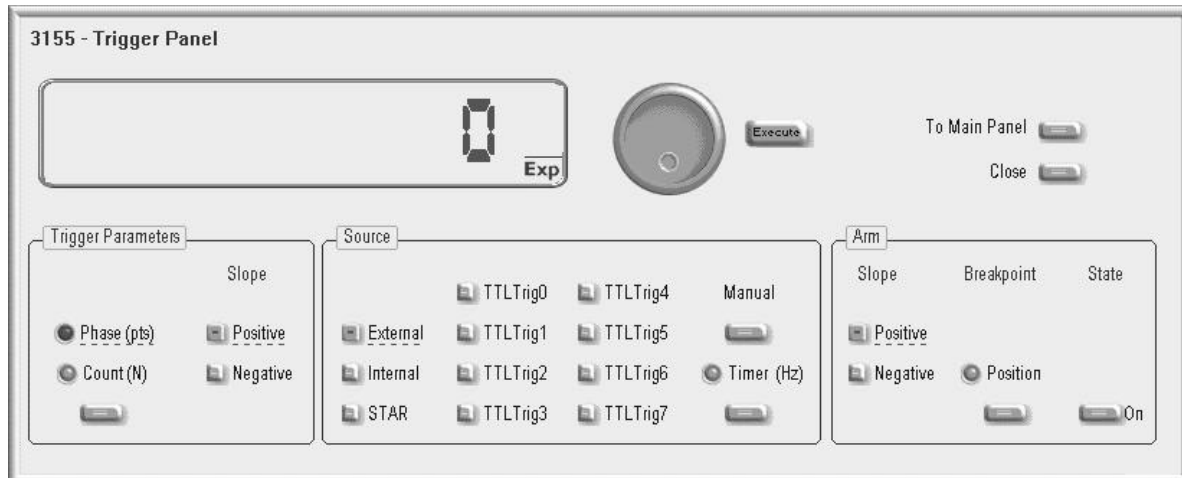 3155 - Trigger Panel
0
Exp
Execute
To Main Panel
Close
Trigger Parameters
Slope
Phase (pts)
Positive
Count (N)
Negative
Source
TTLTrig0
TTLTrig4
Manual
External
TTLTrig1
TTLTrig5
Internal
TTLTrig2
TTLTrig6
Timer (Hz)
STAR
TTLTrig3
TTLTrig7
Arm
Slope
Breakpoint
State
Positive
Negative
Position
On